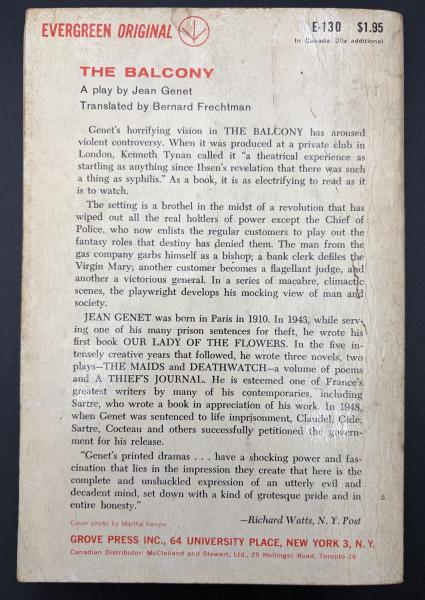 EVERGREEN ORIGINAL
E-130 $1.95
In Canada: 20¢ additional
THE BALCONY
A play by Jean Genet
Translated by Bernard Frechtman
Genet's horrifying vision in THE BALCONY has aroused
violent controversy. When it was produced at a private club in
London, Kenneth Tynan called it "a theatrical experience as
startling as anything since Ibsen's revelation that there was such
a thing as syphilis." As a book, it is as electrifying to read as it
is to watch.
The setting is a brothel in the midst of a revolution that has
wiped out all the real holders of power except the Chief of
Police, who now enlists the regular customers to play out the
fantasy roles that destiny has denied them. The man from the
gas company garbs himself as a bishop; a bank clerk defiles the
Virgin Mary; another customer becomes a flagellant judge, and
another a victorious general. In a series of macabre, climactic
scenes, the playwright develops his mocking view of man and
society.
JEAN GENET was born in Paris in 1910. In 1943, while serv-
ing one of his many prison sentences for theft, he wrote his
first book OUR LADY OF THE FLOWERS. In the five in-
tensely creative years that followed, he wrote three novels, two
plays—THE MAIDS and DEATHWATCH—a volume of poems
and A THIEF'S JOURNAL. He is esteemed one of France's
greatest writers by many of his contemporaries, including
Sartre, who wrote a book in appreciation of his work. In 1948,
when Genet was sentenced to life imprisonment, Claudel, Gide,
Sartre, Cocteau and others successfully petitioned the govern-
ment for his release.
"Genet's printed dramas . . . have a shocking power and fas-
cination that lies in the impression they create that here is the
complete and unshackled expression of an utterly evil and
decadent mind, set down with a kind of grotesque pride and in
entire honesty."
—Richard Watts, N. Y. Post
Cover photo by Martha Swope
GROVE PRESS INC., 64 UNIVERSITY PLACE, NEW YORK 3, N. Y.
Canadian Distributor: McClelland and Stewart, Ltd., 25 Hollinger Road, Toronto 16